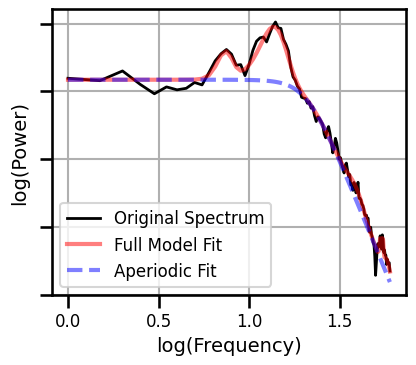 log(Power)
Original Spectrum
Full Model Fit
Aperiodic Fit
0.0 0.5 1.0 1.5
log(Frequency)